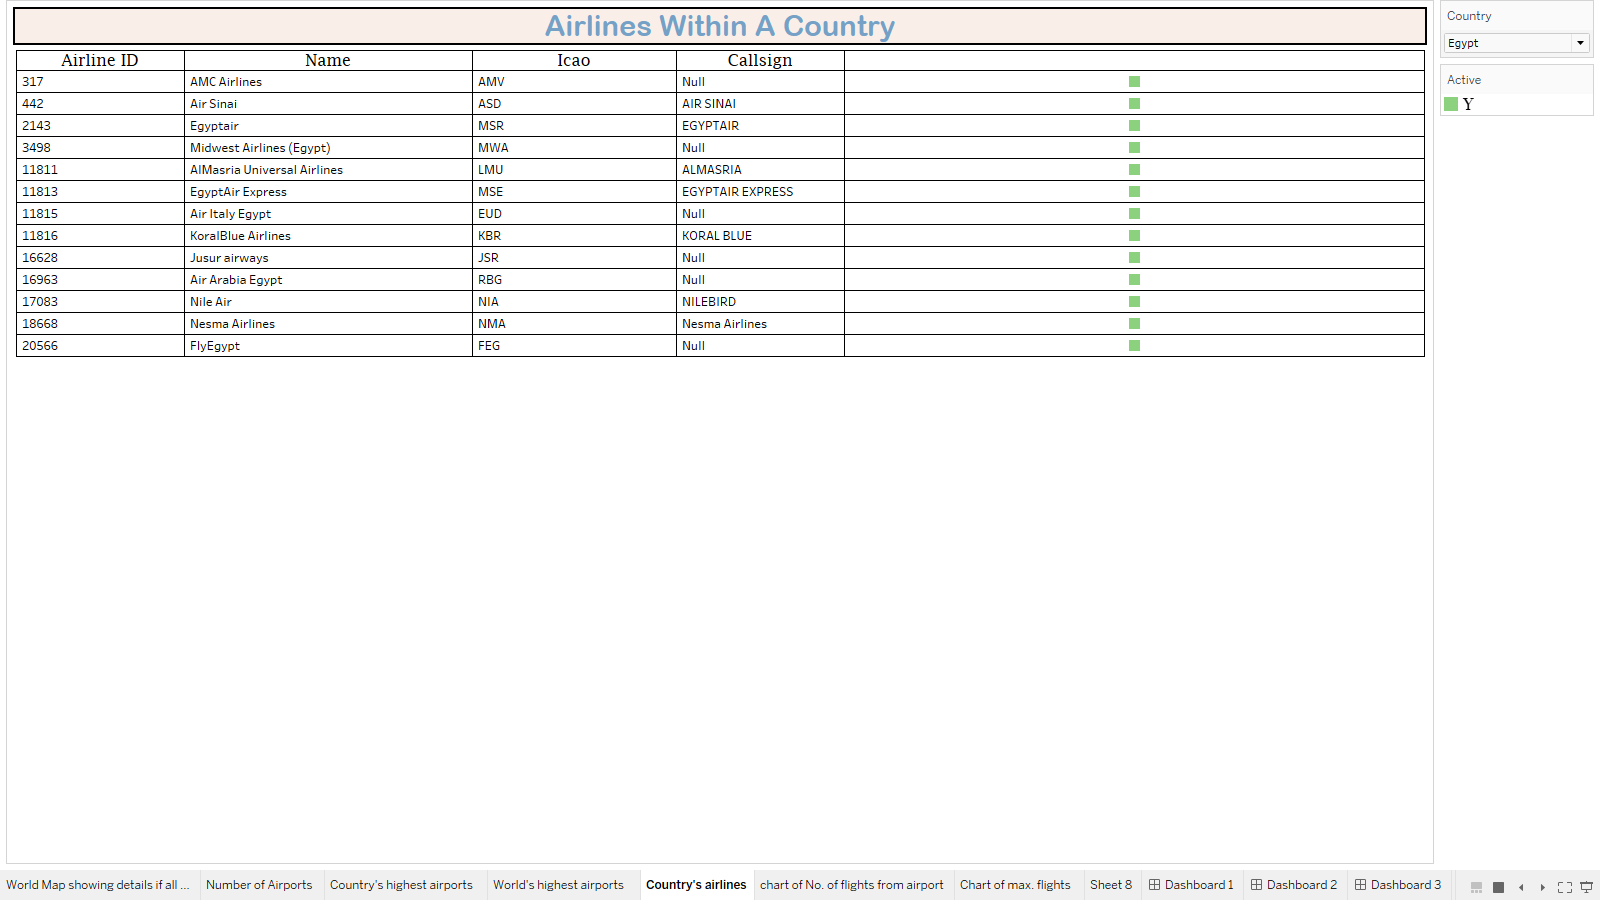 Airlines Within A Country
Airline ID Name Icao Callsign
317 AMC Airlines AMV Null
442 Air Sinai ASD AIR SINAI
2143 Egyptair MSR EGYPTAIR
3498 Midwest Airlines (Egypt) MWA Null
11811 AlMasria Universal Airlines LMU ALMASRIA
11813 EgyptAir Express MSE EGYPTAIR EXPRESS
11815 Air Italy Egypt EUD Null
11816 KoralBlue Airlines KBR KORAL BLUE
16628 Jusur airways JSR Null
16963 Air Arabia Egypt RBG Null
17083 Nile Air NIA NILEBIRD
18668 Nesma Airlines NMA Nesma Airlines
20566 FlyEgypt FEG Null
Country
Egypt
Active
Y
World Map showing details if all ... Number of Airports Country's highest airports World's highest airports Country's airlines chart of No. of flights from airport Chart of max. flights Sheet 8 Dashboard 1 Dashboard 2 Dashboard 3